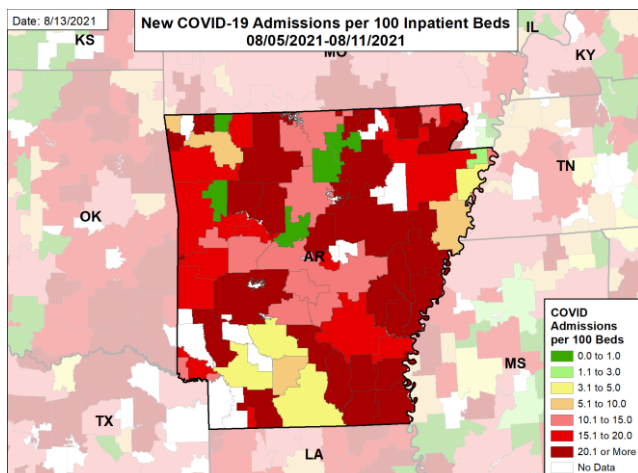 Date: 8/13/2021
New COVID-19 Admissions per 100 Inpatient Beds
08/05/2021-08/11/2021
KS
MO
IL
KY
OK
AR
TN
MS
TX
LA
COVID
Admissions
per 100 Beds
0.0 to 1.0
1.1 to 3.0
3.1 to 5.0
5.1 to 10.0
10.1 to 15.0
15.1 to 20.0
20.1 or More
No Data